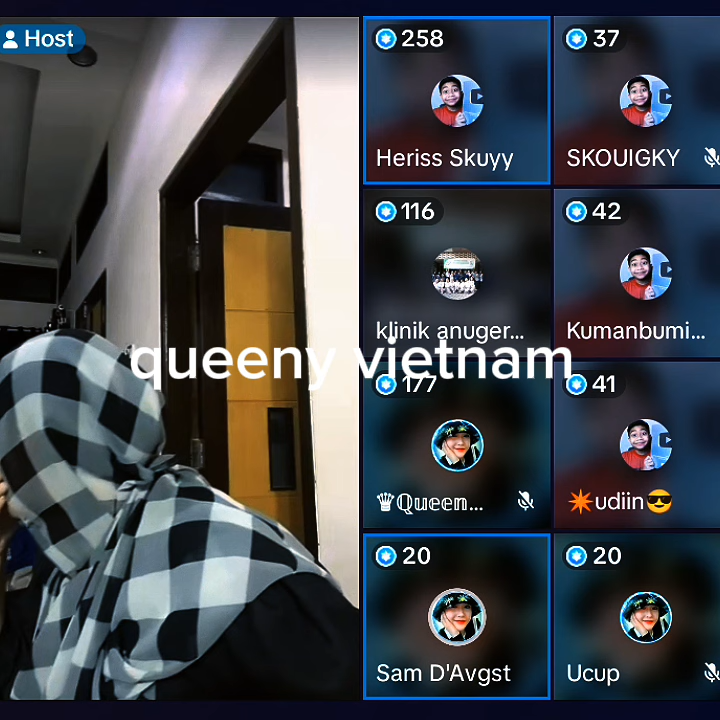 Host
258
Heriss Skuyy
37
SKOUIGKY
116
klinik anuger...
42
Kumanbumi...
queeny vietnam
177
♛ℚ𝕦𝕖𝕖𝕟...
41
💥udiin😎
20
Sam D'Avgst
20
Ucup